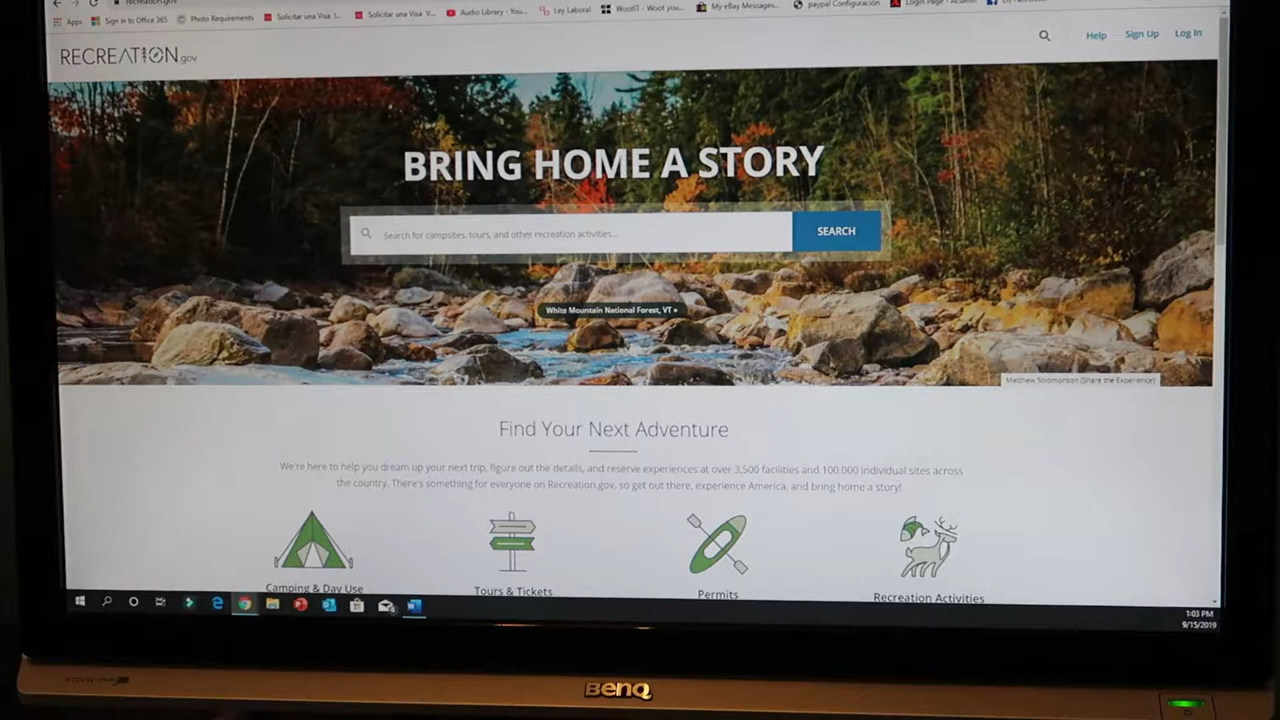 recreation.gov
Apps Sign in to Office 365 Photo Requirements Solicitar una Visa I... Solicitar una Visa V... Audio Library - You... Ley Laboral WootIT - Woot you... My eBay Messages... paypal Configuración Login Page -
RECREATION.gov
Help Sign Up Log In
BRING HOME A STORY
Search for campsites, tours, and other recreation activities...
SEARCH
White Mountain National Forest, VT »
Matthew Solomonson (Share the Experience)
Find Your Next Adventure
We're here to help you dream up your next trip, figure out the details, and reserve experiences at over 3,500 facilities and 100,000 individual sites across
the country. There's something for everyone on Recreation.gov, so get out there, experience America, and bring home a story!
Camping & Day Use Tours & Tickets Permits Recreation Activities
1:03 PM
9/15/2019
BenQ